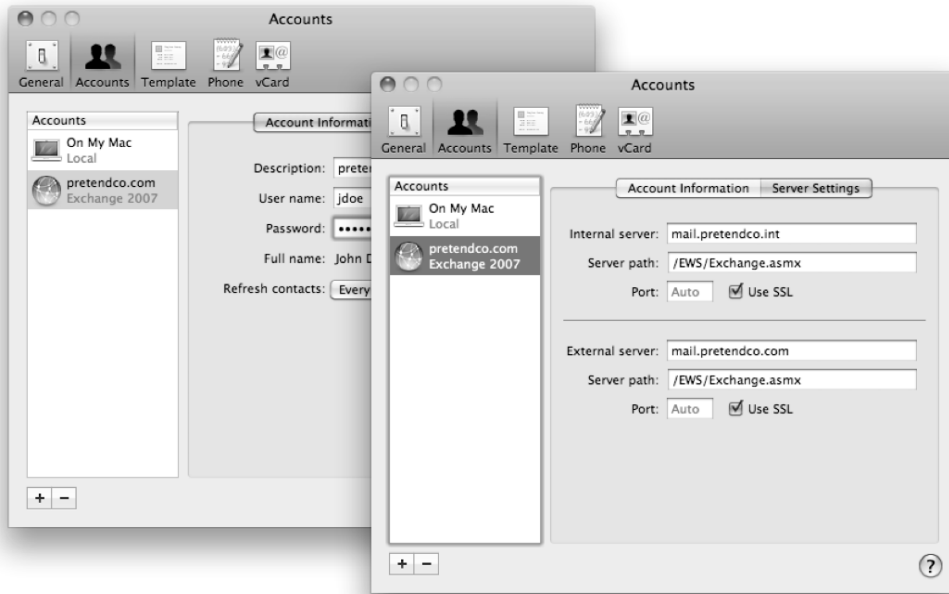 Accounts
General Accounts Template Phone vCard
Accounts
On My Mac
Local
pretendco.com
Exchange 2007
Account Informati
Description: preten
User name: jdoe
Password: •••••
Full name: John D
Refresh contacts: Every
+ −
Accounts
General Accounts Template Phone vCard
Accounts
On My Mac
Local
pretendco.com
Exchange 2007
Account Information Server Settings
Internal server: mail.pretendco.int
Server path: /EWS/Exchange.asmx
Port: Auto Use SSL
External server: mail.pretendco.com
Server path: /EWS/Exchange.asmx
Port: Auto Use SSL
+ −
?